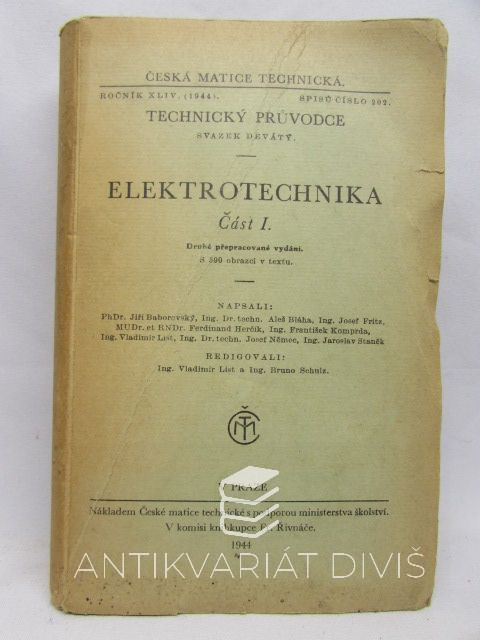 ČESKÁ MATICE TECHNICKÁ.
ROČNÍK XLIV. (1944). SPISŮ ČÍSLO 202.
TECHNICKÝ PRŮVODCE
SVAZEK DEVÁTÝ.
ELEKTROTECHNIKA
Část I.
Druhé přepracované vydání.
S 590 obrazci v textu.
NAPSALI:
PhDr. Jiří Baborovský, Ing. Dr. techn. Aleš Bláha, Ing. Josef Fritz,
MUDr. et RNDr. Ferdinand Herčík, Ing. František Komprda,
Ing. Vladimír List, Ing. Dr. techn. Josef Němec, Ing. Jaroslav Staněk
REDIGOVALI:
Ing. Vladimír List a Ing. Bruno Schulz.
ČMT
V PRAZE
Nákladem České matice technické s podporou ministerstva školství.
V komisi knihkupce Fr. Řivnáče.
1944
ANTIKVARIÁT DIVIŠ